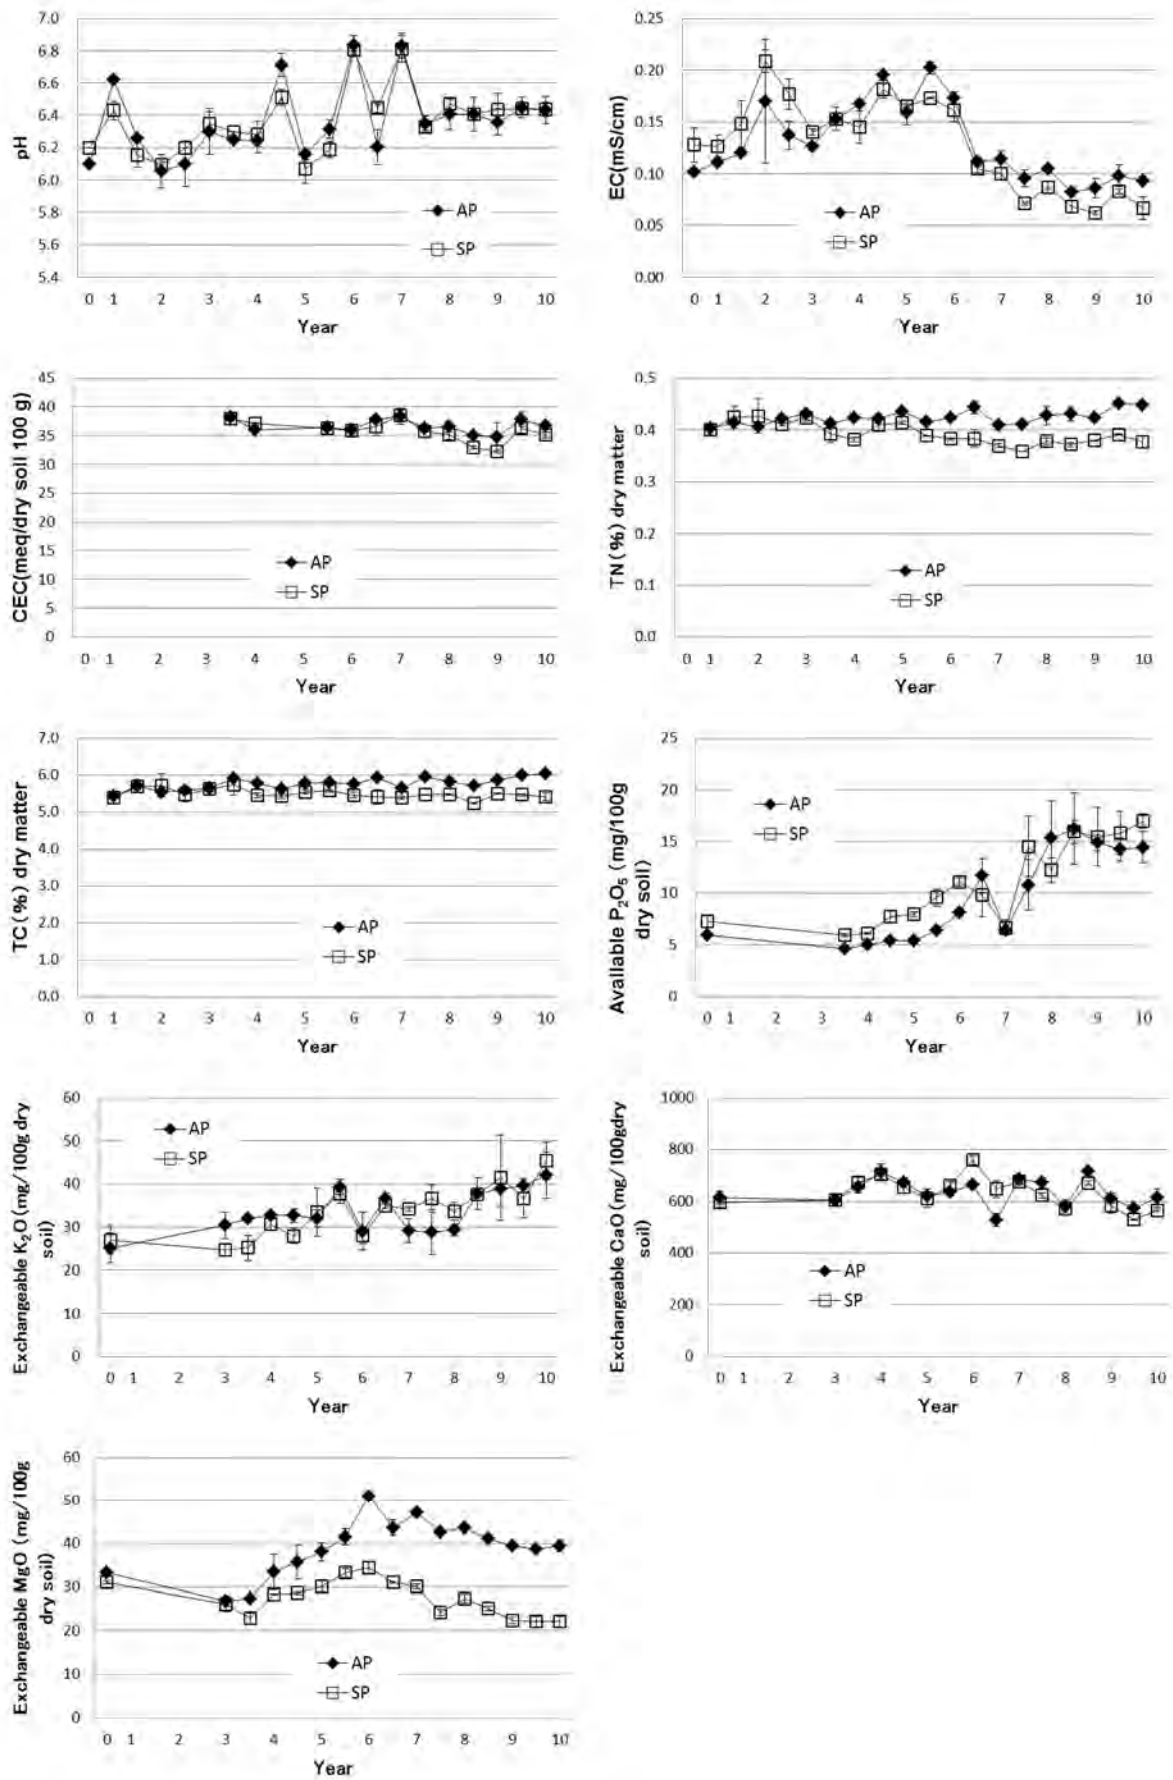 7.0
6.8
6.6
6.4
6.2
6.0
5.8
5.6
5.4
pH
AP
SP
0 1 2 3 4 5 6 7 8 9 10
Year
0.25
0.20
0.15
0.10
0.05
0.00
EC(mS/cm)
AP
SP
0 1 2 3 4 5 6 7 8 9 10
Year
45
40
35
30
25
20
15
10
5
0
CEC(meq/dry soil 100 g)
AP
SP
0 1 2 3 4 5 6 7 8 9 10
Year
0.5
0.4
0.3
0.2
0.1
0.0
TN(%) dry matter
AP
SP
0 1 2 3 4 5 6 7 8 9 10
Year
7.0
6.0
5.0
4.0
3.0
2.0
1.0
0.0
TC(%) dry matter
AP
SP
0 1 2 3 4 5 6 7 8 9 10
Year
25
20
15
10
5
0
Available P₂O₅ (mg/100g
dry soil)
AP
SP
0 1 2 3 4 5 6 7 8 9 10
Year
60
50
40
30
20
10
0
Exchangeable K₂O (mg/100g dry
soil)
AP
SP
0 1 2 3 4 5 6 7 8 9 10
Year
1000
800
600
400
200
0
Exchangeable CaO (mg/100gdry
soil)
AP
SP
0 1 2 3 4 5 6 7 8 9 10
Year
60
50
40
30
20
10
0
Exchangeable MgO (mg/100g
dry soil)
AP
SP
0 1 2 3 4 5 6 7 8 9 10
Year